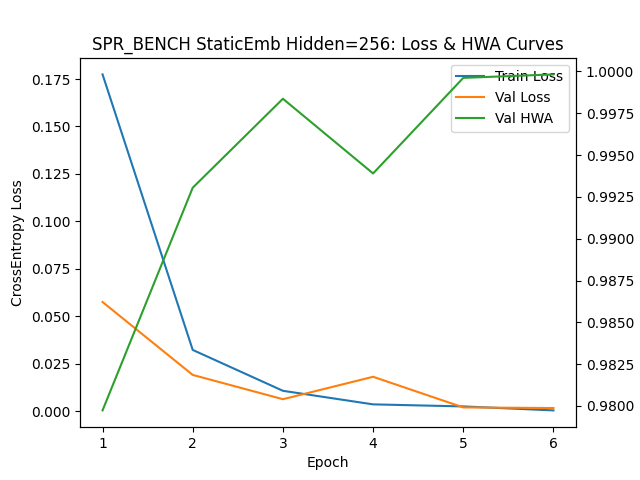 SPR_BENCH StaticEmb Hidden=256: Loss & HWA Curves
CrossEntropy Loss
0.175
0.150
0.125
0.100
0.075
0.050
0.025
0.000
Train Loss
Val Loss
Val HWA
1.0000
0.9975
0.9950
0.9925
0.9900
0.9875
0.9850
0.9825
0.9800
1 2 3 4 5 6
Epoch